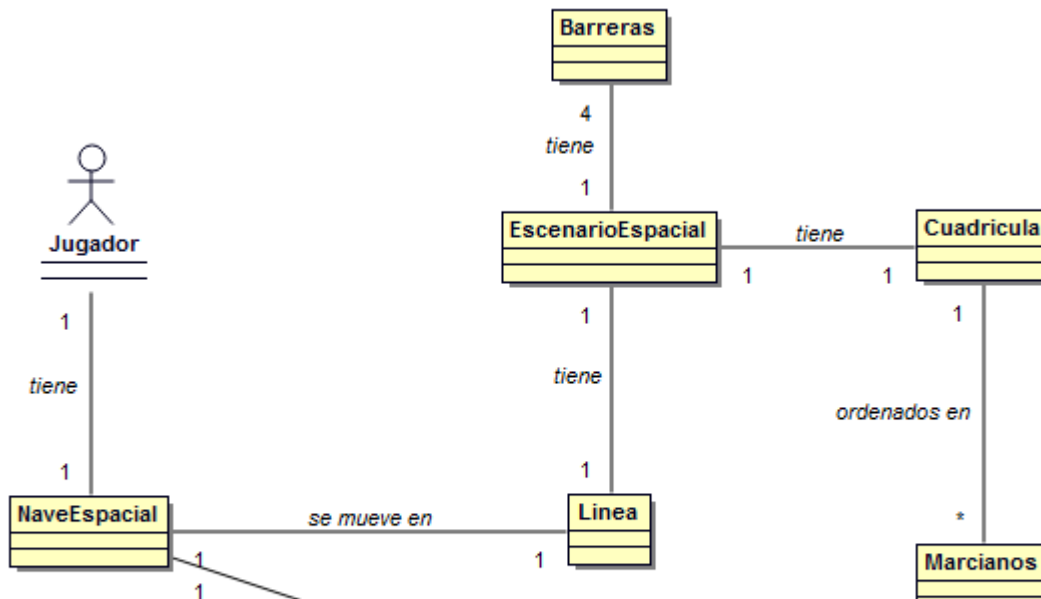 Barreras
4
tiene
1
Jugador
EscenarioEspacial
tiene
Cuadricula
1
1
1
1
1
tiene
tiene
ordenados en
1
1
NaveEspacial
se mueve en
Linea
*
1
1
Marcianos
1